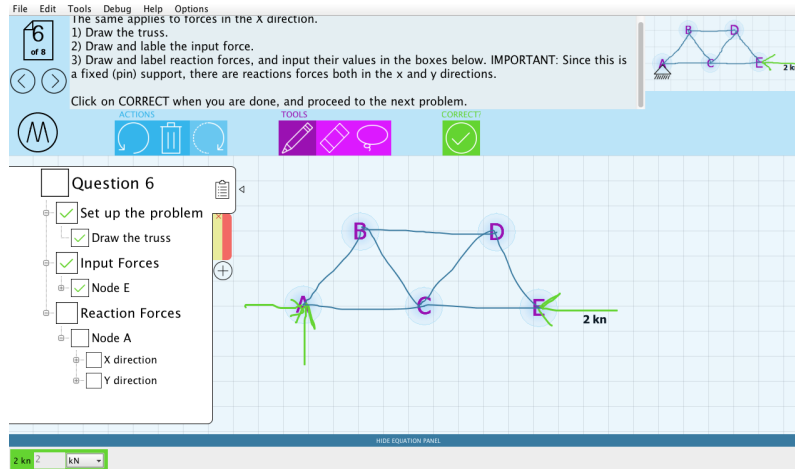 File Edit Tools Debug Help Options
6
of 8
The same applies to forces in the X direction.
1) Draw the truss.
2) Draw and lable the input force.
3) Draw and label reaction forces, and input their values in the boxes below. IMPORTANT: Since this is
a fixed (pin) support, there are reactions forces both in the x and y directions.
Click on CORRECT when you are done, and proceed to the next problem.
B D
A C E
2 k
ACTIONS TOOLS CORRECT?
Question 6
Set up the problem
Draw the truss
Input Forces
Node E
Reaction Forces
Node A
X direction
Y direction
B D
A C E
2 kn
HIDE EQUATION PANEL
2 kn 2 kN